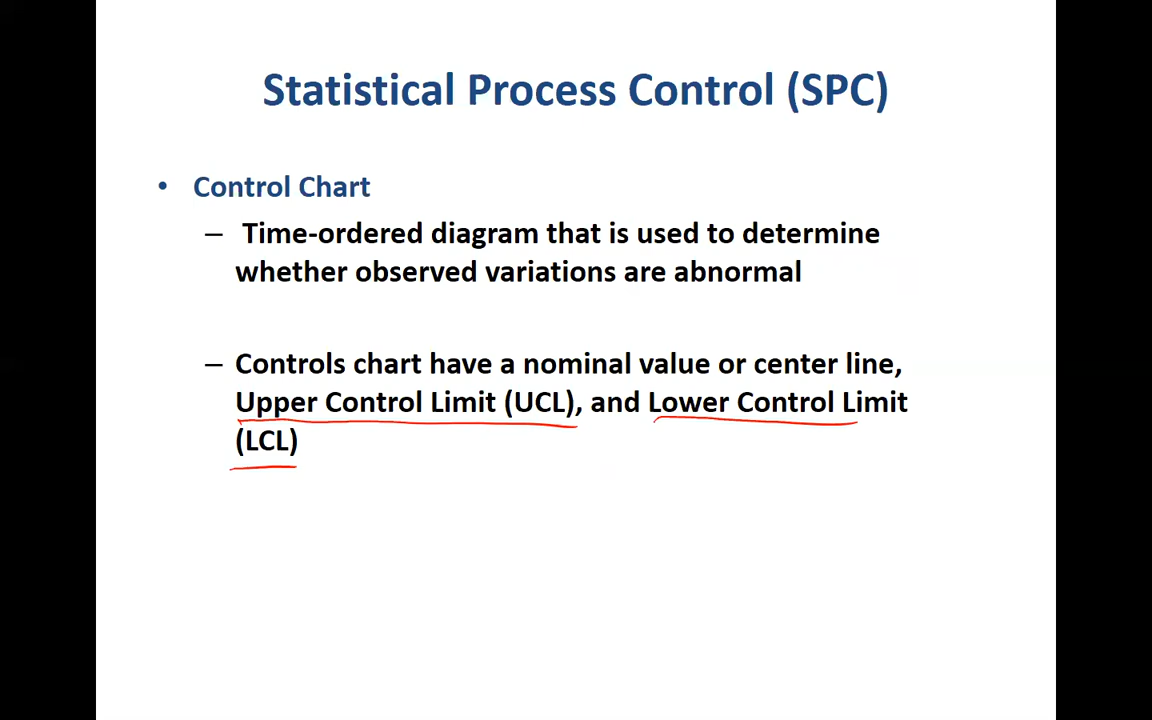 Statistical Process Control (SPC)
• Control Chart
– Time-ordered diagram that is used to determine
whether observed variations are abnormal
– Controls chart have a nominal value or center line,
Upper Control Limit (UCL), and Lower Control Limit
(LCL)